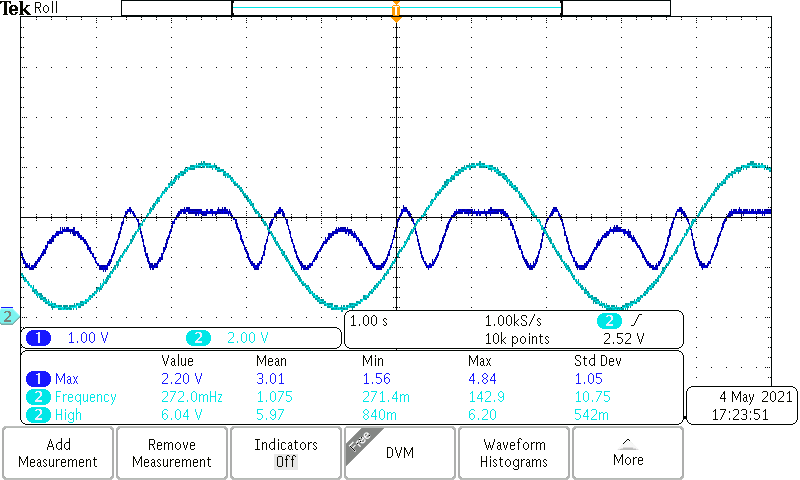 Tek Roll
T
2
1 1.00 V 2 2.00 V
1.00 s 1.00kS/s 2
10k points 2.52 V
Value Mean Min Max Std Dev
1 Max 2.20 V 3.01 1.56 4.84 1.05
2 Frequency 272.0mHz 1.075 271.4m 142.9 10.75
2 High 6.04 V 5.97 840m 6.20 542m
4 May 2021
17:23:51
Add Measurement
Remove Measurement
Indicators
Off
Free
DVM
Waveform Histograms
More